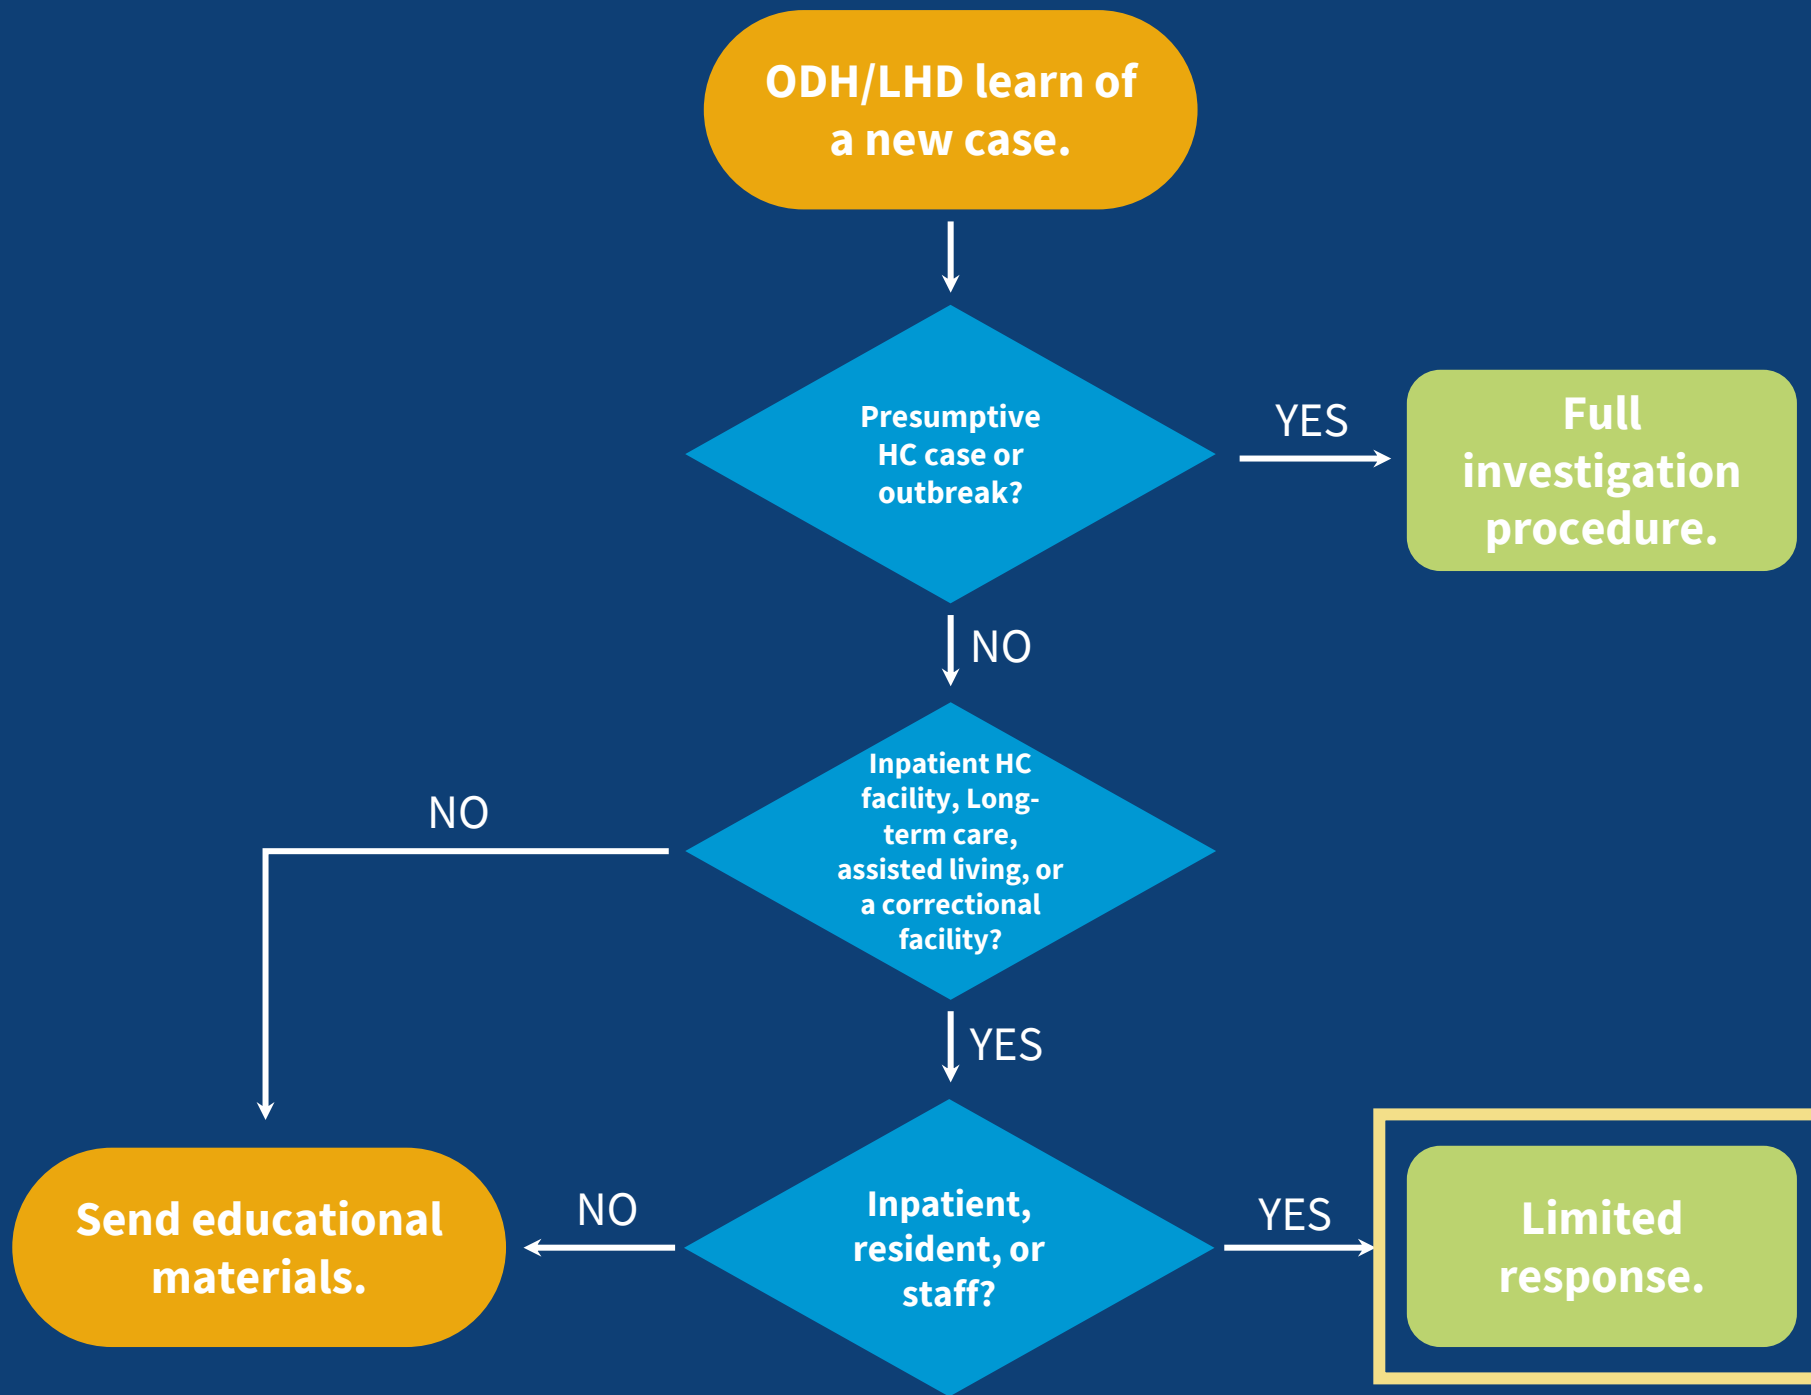 ODH/LHD learn of
a new case.
Presumptive
HC case or
outbreak?
YES
Full
investigation
procedure.
NO
Inpatient HC
facility, Long-
term care,
assisted living, or
a correctional
facility?
NO
YES
Send educational
materials.
NO
Inpatient,
resident, or
staff?
YES
Limited
response.